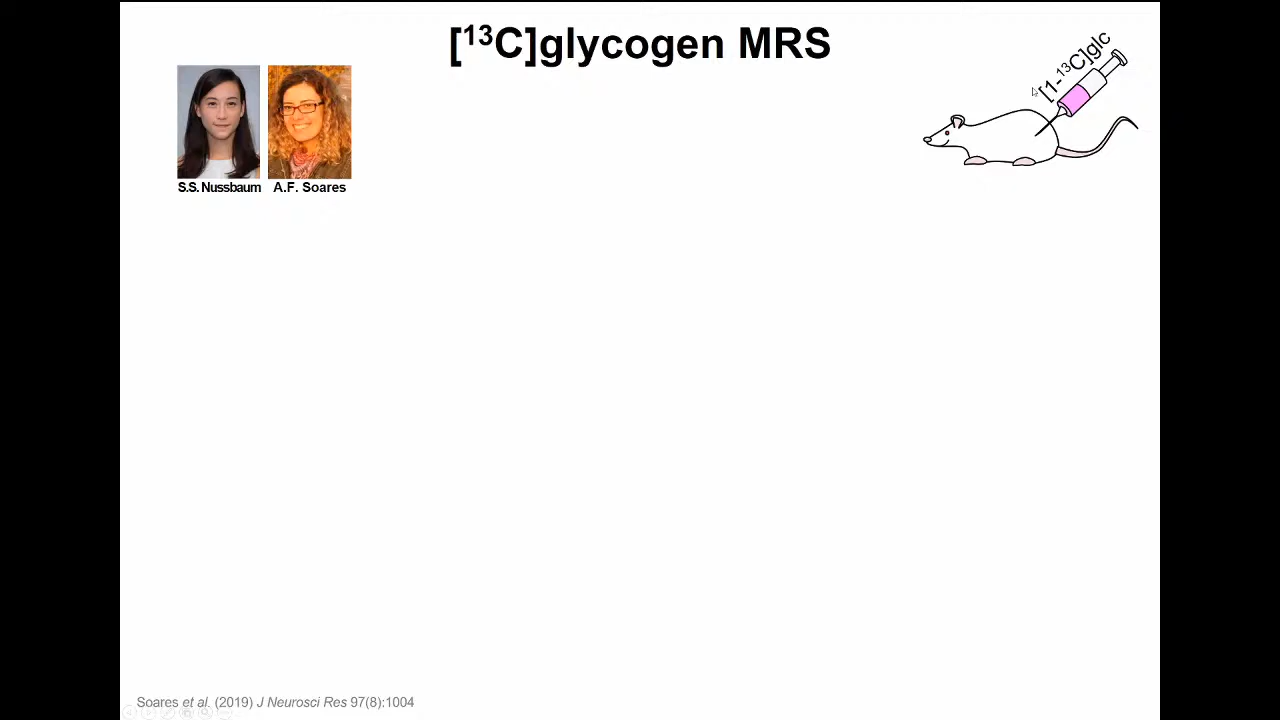 [¹³C]glycogen MRS
[1-¹³C]glc
S.S. Nussbaum
A.F. Soares
Soares et al. (2019) J Neurosci Res 97(8):1004